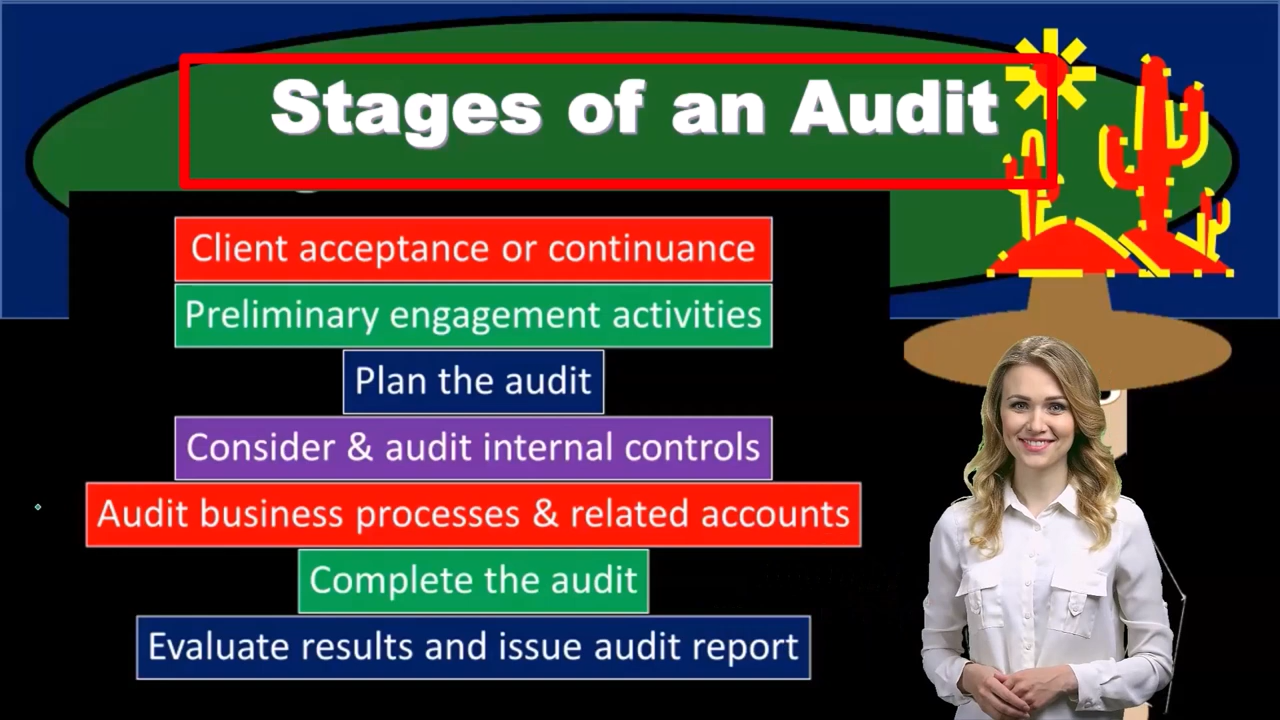 Stages of an Audit
Client acceptance or continuance
Preliminary engagement activities
Plan the audit
Consider & audit internal controls
Audit business processes & related accounts
Complete the audit
Evaluate results and issue audit report